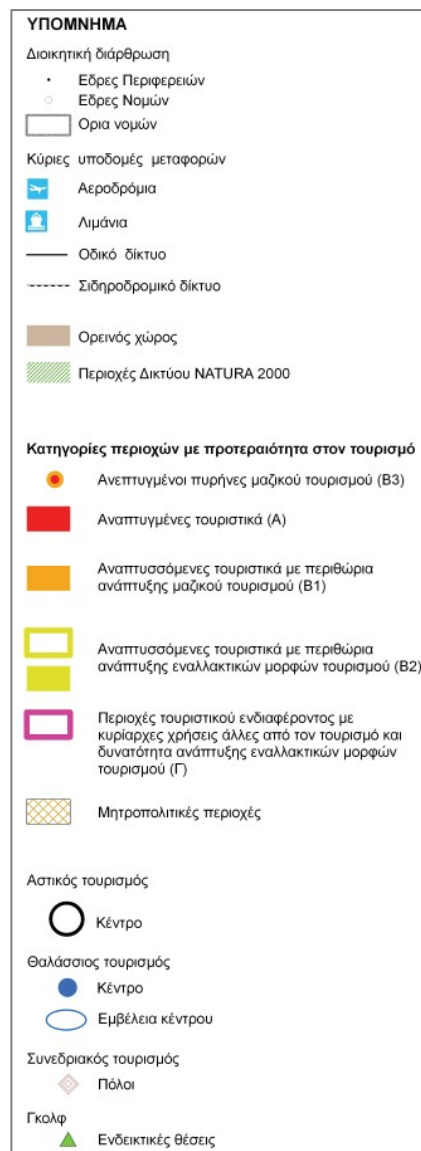 ΥΠΟΜΝΗΜΑ
Διοικητική διάρθρωση
Εδρες Περιφερειών
Εδρες Νομών
Ορια νομών
Κύριες υποδομές μεταφορών
Αεροδρόμια
Λιμάνια
Οδικό δίκτυο
Σιδηροδρομικό δίκτυο
Ορεινός χώρος
Περιοχές Δικτύου NATURA 2000
Κατηγορίες περιοχών με προτεραιότητα στον τουρισμό
Ανεπτυγμένοι πυρήνες μαζικού τουρισμού (Β3)
Αναπτυγμένες τουριστικά (Α)
Αναπτυσσόμενες τουριστικά με περιθώρια
ανάπτυξης μαζικού τουρισμού (Β1)
Αναπτυσσόμενες τουριστικά με περιθώρια
ανάπτυξης εναλλακτικών μορφών τουρισμού (Β2)
Περιοχές τουριστικού ενδιαφέροντος με
κυρίαρχες χρήσεις άλλες από τον τουρισμό και
δυνατότητα ανάπτυξης εναλλακτικών μορφών
τουρισμού (Γ)
Μητροπολιτικές περιοχές
Αστικός τουρισμός
Κέντρο
Θαλάσσιος τουρισμός
Κέντρο
Εμβέλεια κέντρου
Συνεδριακός τουρισμός
Πόλοι
Γκολφ
Ενδεικτικές θέσεις